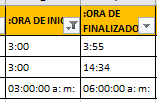 :ORA DE INIC :ORA DE FINALIZADO
3:00 3:55
3:00 14:34
03:00:00 a: m: 06:00:00 a: m: